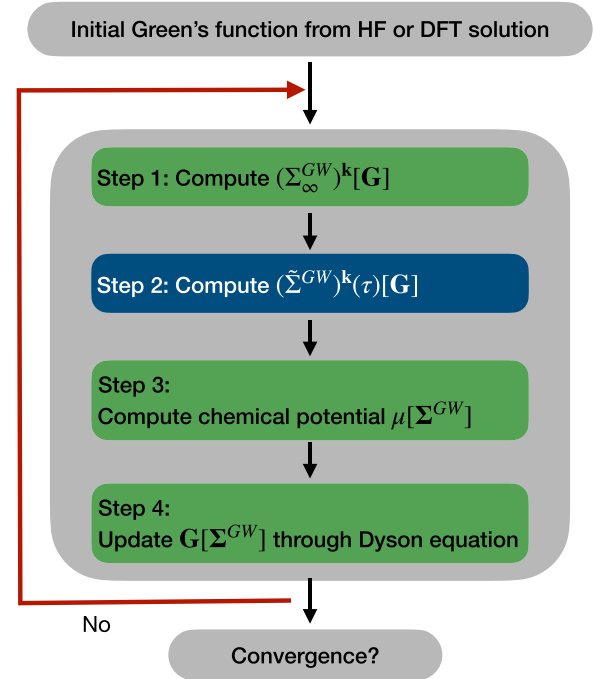 Initial Green's function from HF or DFT solution
Step 1: Compute (Σ^{GW}_∞)^k[G]
Step 2: Compute (Σ̃^{GW})^k(τ)[G]
Step 3:
Compute chemical potential μ[Σ^{GW}]
Step 4:
Update G[Σ^{GW}] through Dyson equation
No
Convergence?